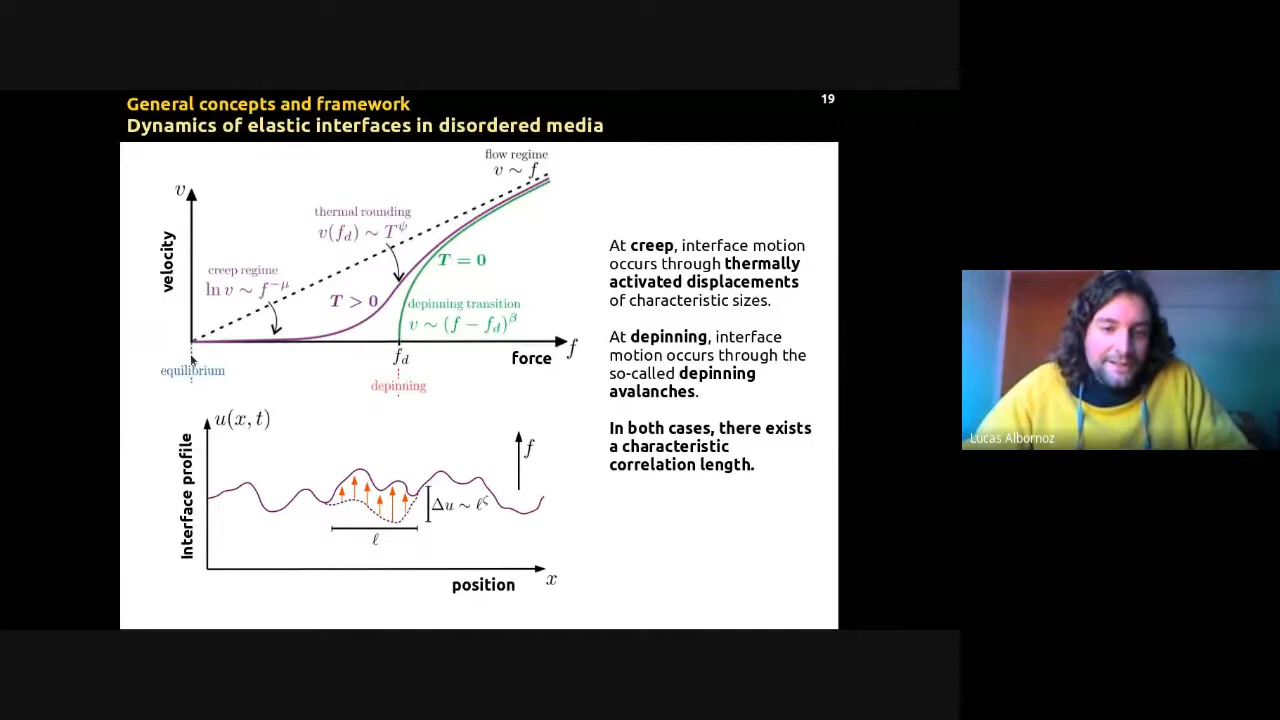 General concepts and framework
19
Dynamics of elastic interfaces in disordered media
flow regime
v ∼ f
v
thermal rounding
v(f_d) ∼ T^ψ
velocity
T = 0
creep regime
ln v ∼ f^{-μ}
T > 0
depinning transition
v ∼ (f − f_d)^β
f_d
force
f
equilibrium
depinning
u(x, t)
Interface profile
f
Δu ∼ ℓ^ζ
ℓ
position
x
At creep, interface motion
occurs through thermally
activated displacements
of characteristic sizes.
At depinning, interface
motion occurs through the
so-called depinning
avalanches.
In both cases, there exists
a characteristic
correlation length.
Lucas Albornoz